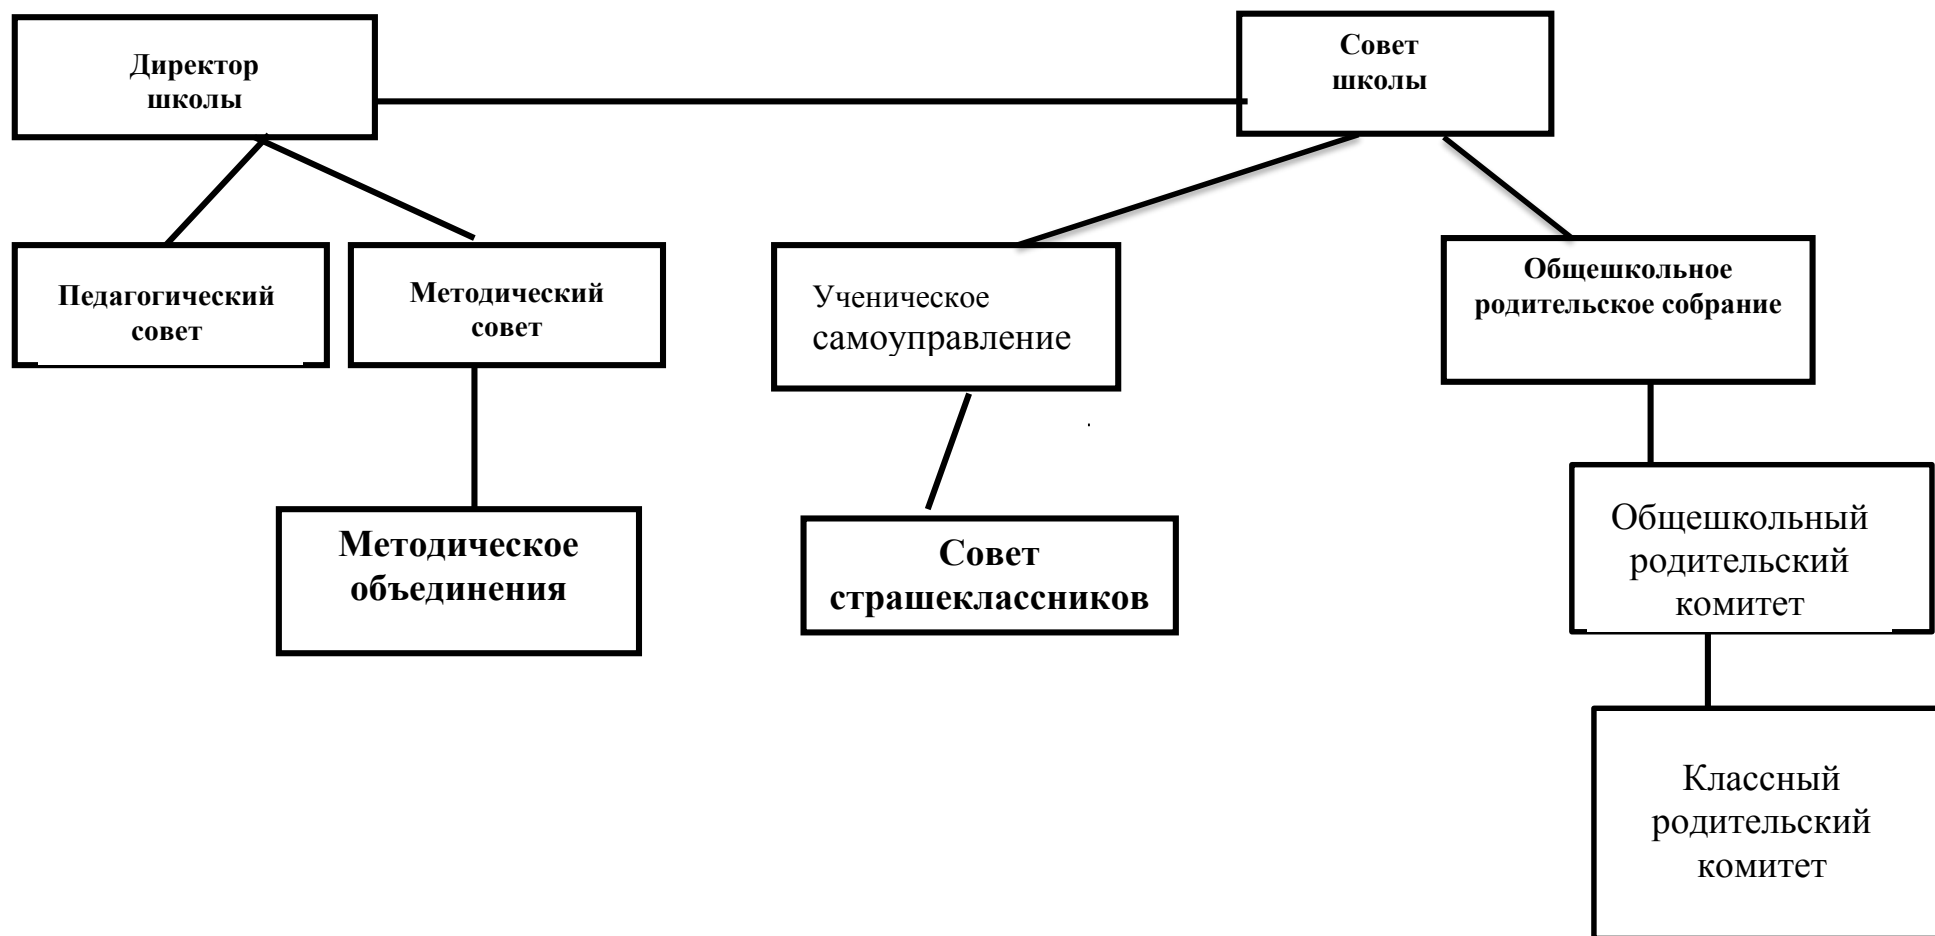 Директор
школы
Совет
школы
Педагогический
совет
Методический
совет
Ученическое
самоуправление
Общешкольное
родительское собрание
Методическое
объединения
Совет
страшеклассников
Общешкольный
родительский
комитет
Классный
родительский
комитет